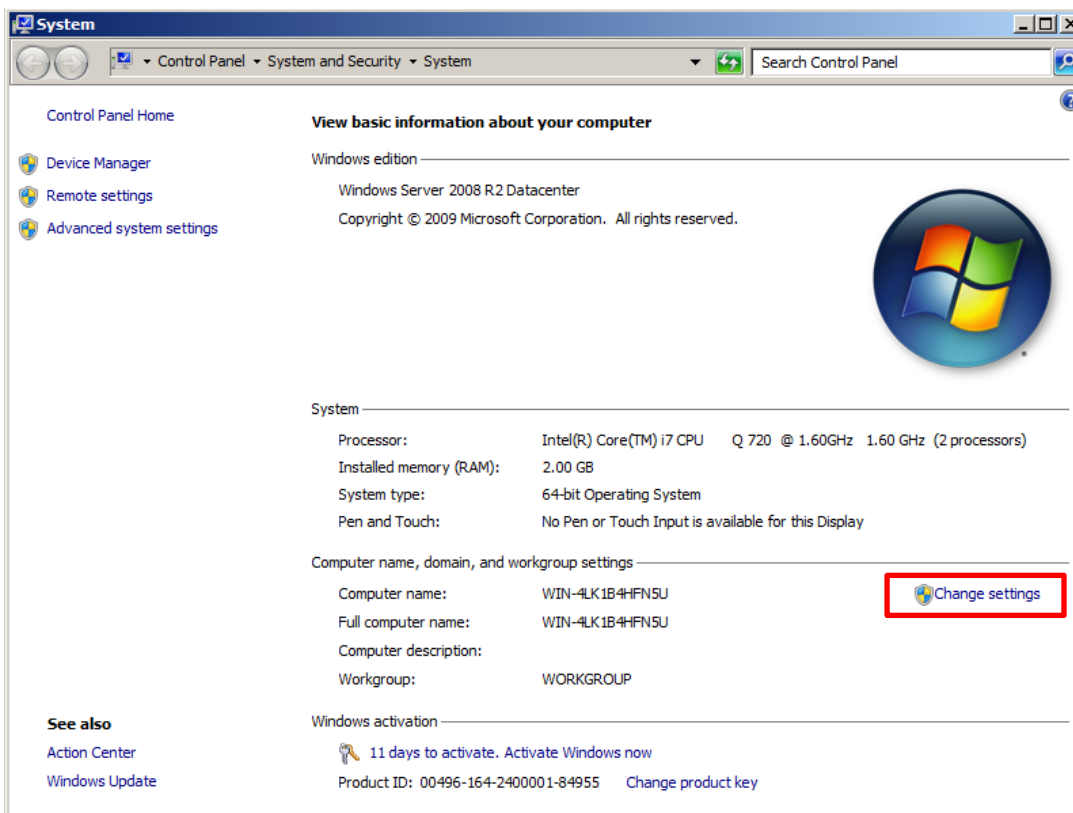 System
Control Panel System and Security System
Search Control Panel
Control Panel Home
Device Manager
Remote settings
Advanced system settings
See also
Action Center
Windows Update
View basic information about your computer
Windows edition
Windows Server 2008 R2 Datacenter
Copyright © 2009 Microsoft Corporation. All rights reserved.
System
Processor: Intel(R) Core(TM) i7 CPU Q 720 @ 1.60GHz 1.60 GHz (2 processors)
Installed memory (RAM): 2.00 GB
System type: 64-bit Operating System
Pen and Touch: No Pen or Touch Input is available for this Display
Computer name, domain, and workgroup settings
Computer name: WIN-4LK1B4HFN5U Change settings
Full computer name: WIN-4LK1B4HFN5U
Computer description:
Workgroup: WORKGROUP
Windows activation
11 days to activate. Activate Windows now
Product ID: 00496-164-2400001-84955 Change product key